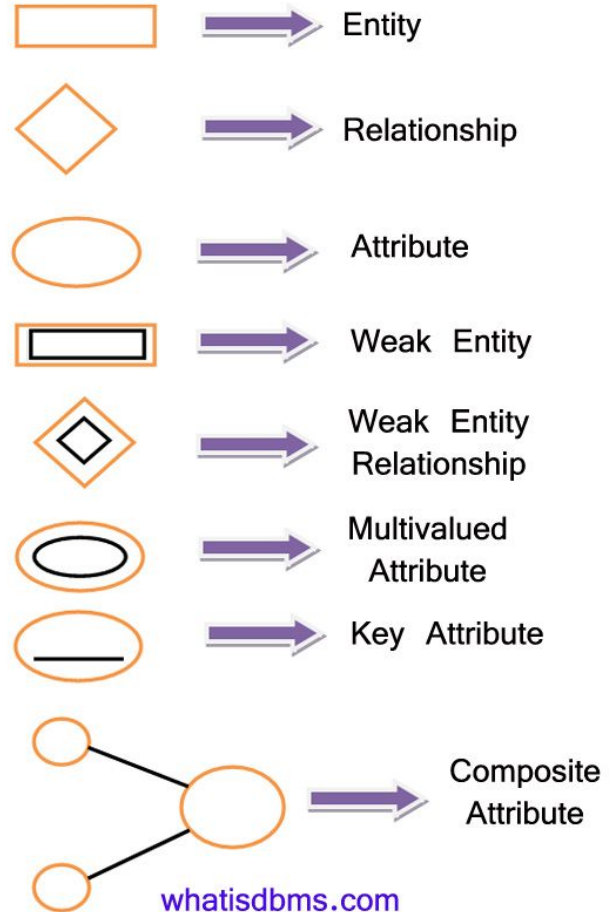 Entity
Relationship
Attribute
Weak Entity
Weak Entity
Relationship
Multivalued
Attribute
Key Attribute
Composite
Attribute
whatisdbms.com